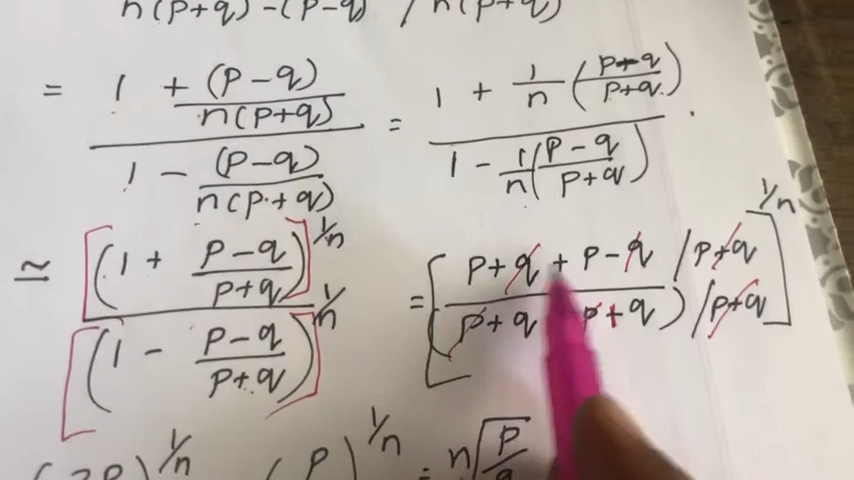 n(p+q)-(p-q) / n(p+q)
= 1 + (p-q)/n(p+q) / 1 - (p-q)/n(p+q) = 1 + 1/n (p-q/p+q) / 1 - 1/n (p-q/p+q) .
≃ [(1 + p-q/p+q)]^1/n / [(1 - p-q/p+q)]^1/n = [p+q+p-q /p+q / (p+q p+q) /p+q]^1/n
(2p)^1/n (p)^1/n = n√p/q